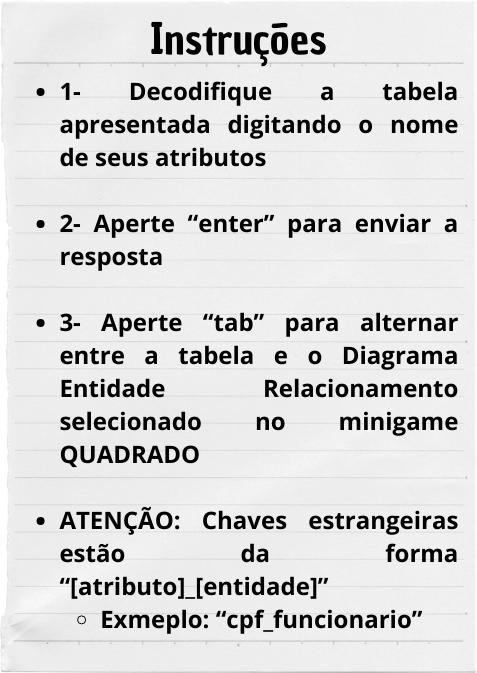 Instruções
• 1- Decodifique a tabela
apresentada digitando o nome
de seus atributos
• 2- Aperte “enter” para enviar a
resposta
• 3- Aperte “tab” para alternar
entre a tabela e o Diagrama
Entidade Relacionamento
selecionado no minigame
QUADRADO
• ATENÇÃO: Chaves estrangeiras
estão da forma
“[atributo]_[entidade]”
○ Exmeplo: “cpf_funcionario”